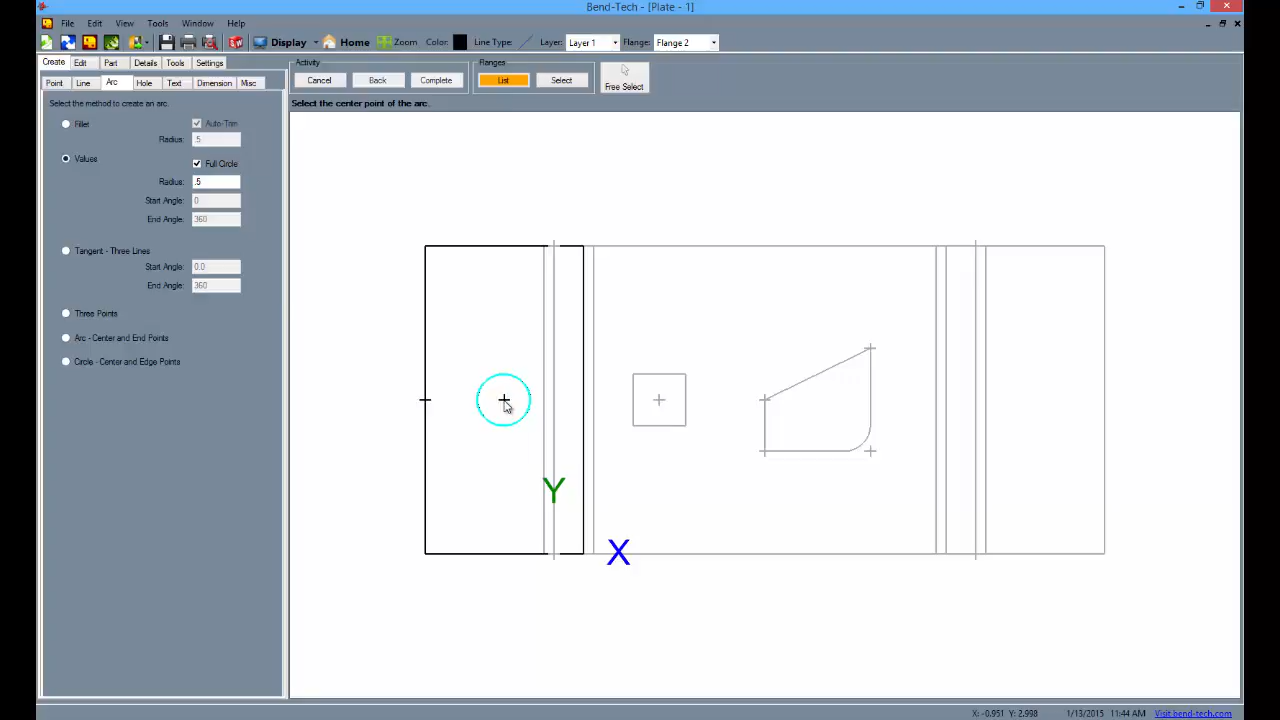 Bend-Tech - [Plate - 1]
File Edit View Tools Window Help
Display Home Zoom Color: Line Type: Layer: Layer 1 Flange: Flange 2
Create Edit Part Details Tools Settings
Point Line Arc Hole Text Dimension Misc
Activity
Cancel Back Complete
Flanges
List Select
Free Select
Select the method to create an arc.
Select the center point of the arc.
Fillet Auto-Trim
Radius: .5
Values Full Circle
Radius: .5
Start Angle: 0
End Angle: 360
Tangent - Three Lines
Start Angle: 0.0
End Angle: 360
Three Points
Arc - Center and End Points
Circle - Center and Edge Points
Y
X
X: -0.951 Y: 2.998 1/13/2015 11:44 AM Visit.bend-tech.com